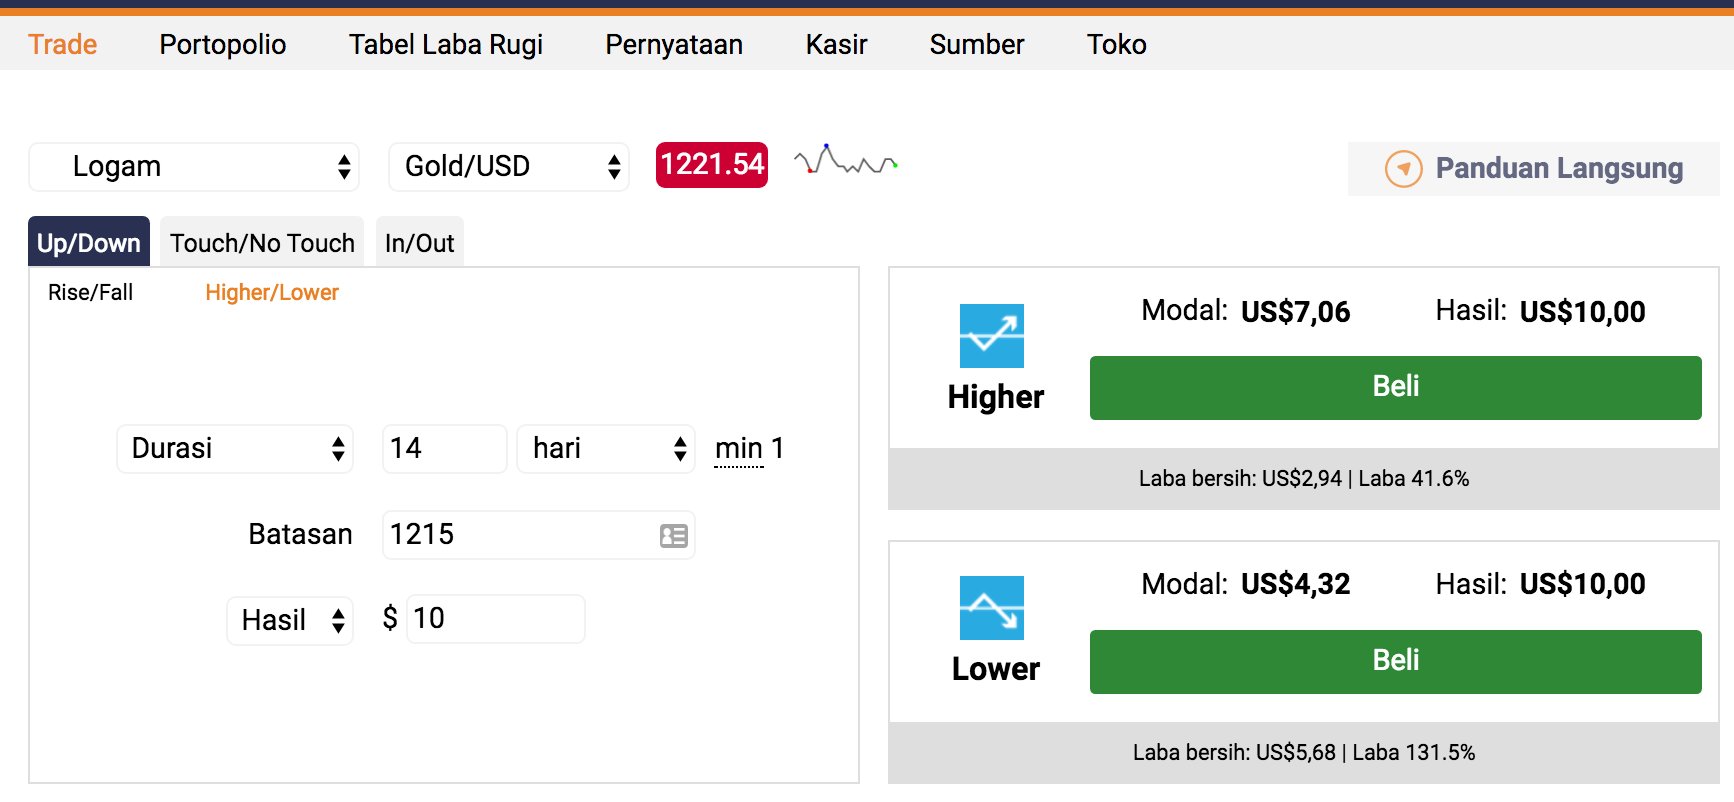 Trade Portopolio Tabel Laba Rugi Pernyataan Kasir Sumber Toko
Logam Gold/USD 1221.54 Panduan Langsung
Up/Down Touch/No Touch In/Out
Rise/Fall Higher/Lower
Durasi 14 hari min 1
Batasan 1215
Hasil $ 10
Modal: US$7,06 Hasil: US$10,00
Higher Beli
Laba bersih: US$2,94 | Laba 41.6%
Modal: US$4,32 Hasil: US$10,00
Lower Beli
Laba bersih: US$5,68 | Laba 131.5%